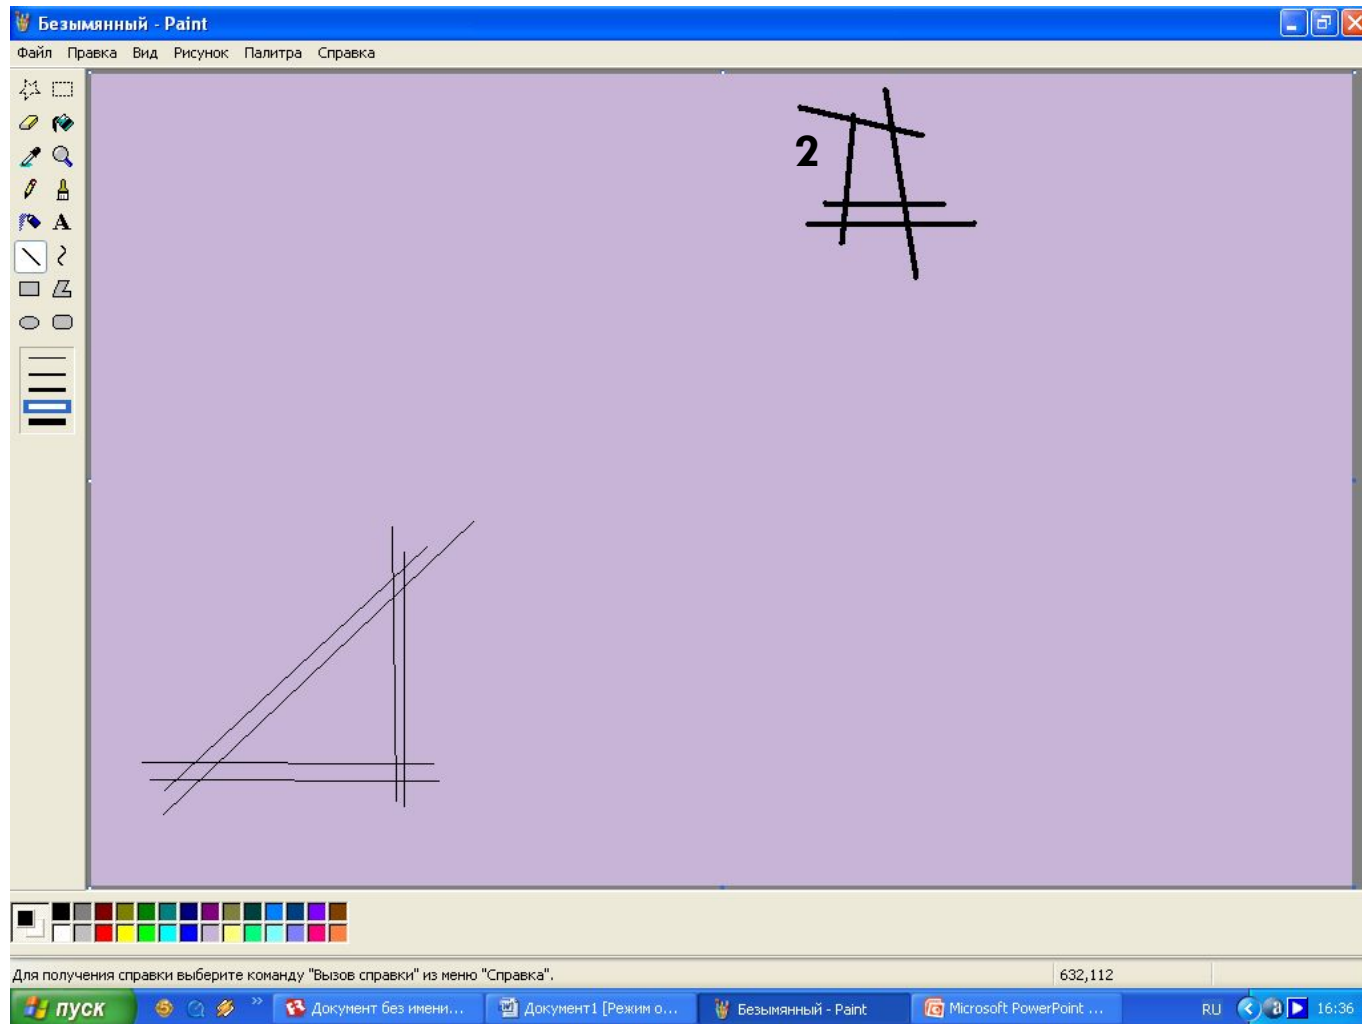 Безымянный - Paint
Файл Правка Вид Рисунок Палитра Справка
2
Для получения справки выберите команду "Вызов справки" из меню "Справка".
632,112
пуск
Документ без имени...
Документ1 [Режим о...
Безымянный - Paint
Microsoft PowerPoint ...
RU
16:36